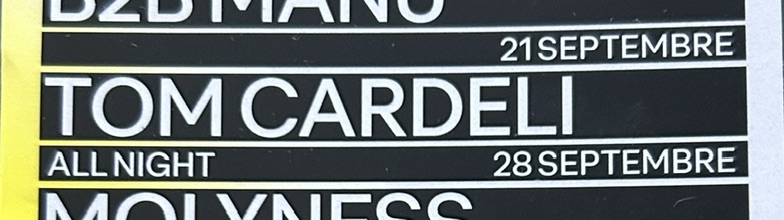 B2B MANU
21 SEPTEMBRE
TOM CARDELI
ALL NIGHT 28 SEPTEMBRE
MOLYNESS